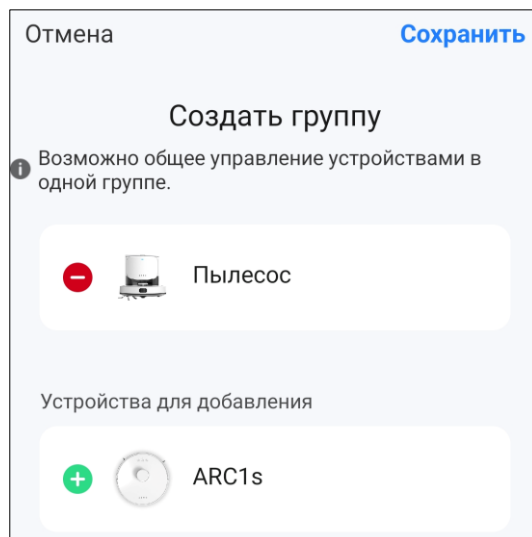 Отмена
Сохранить
Создать группу
Возможно общее управление устройствами в
одной группе.
Пылесос
Устройства для добавления
ARC1s